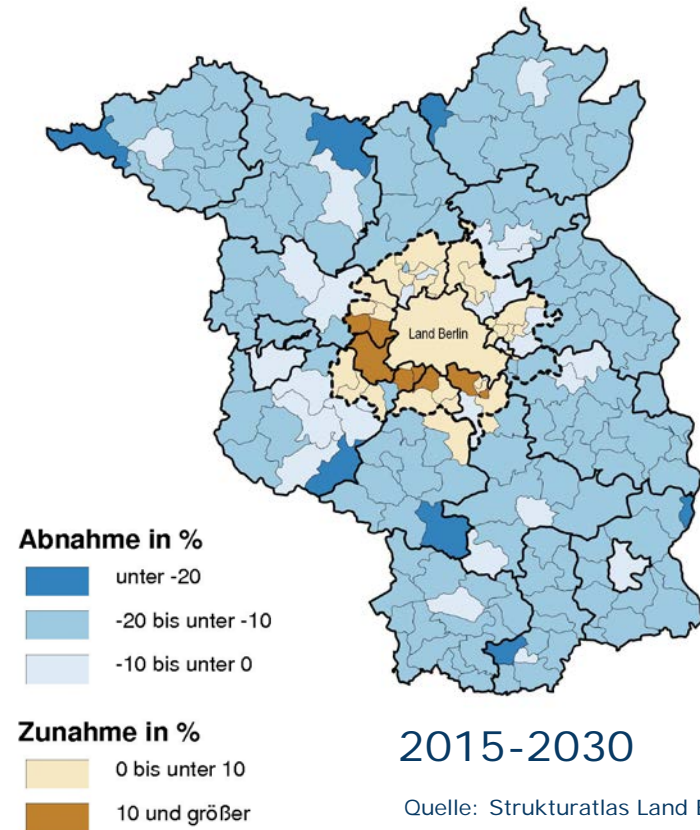 Land Berlin
Abnahme in %
unter -20
-20 bis unter -10
-10 bis unter 0
Zunahme in %
0 bis unter 10
10 und größer
2015-2030
Quelle: Strukturatlas Land